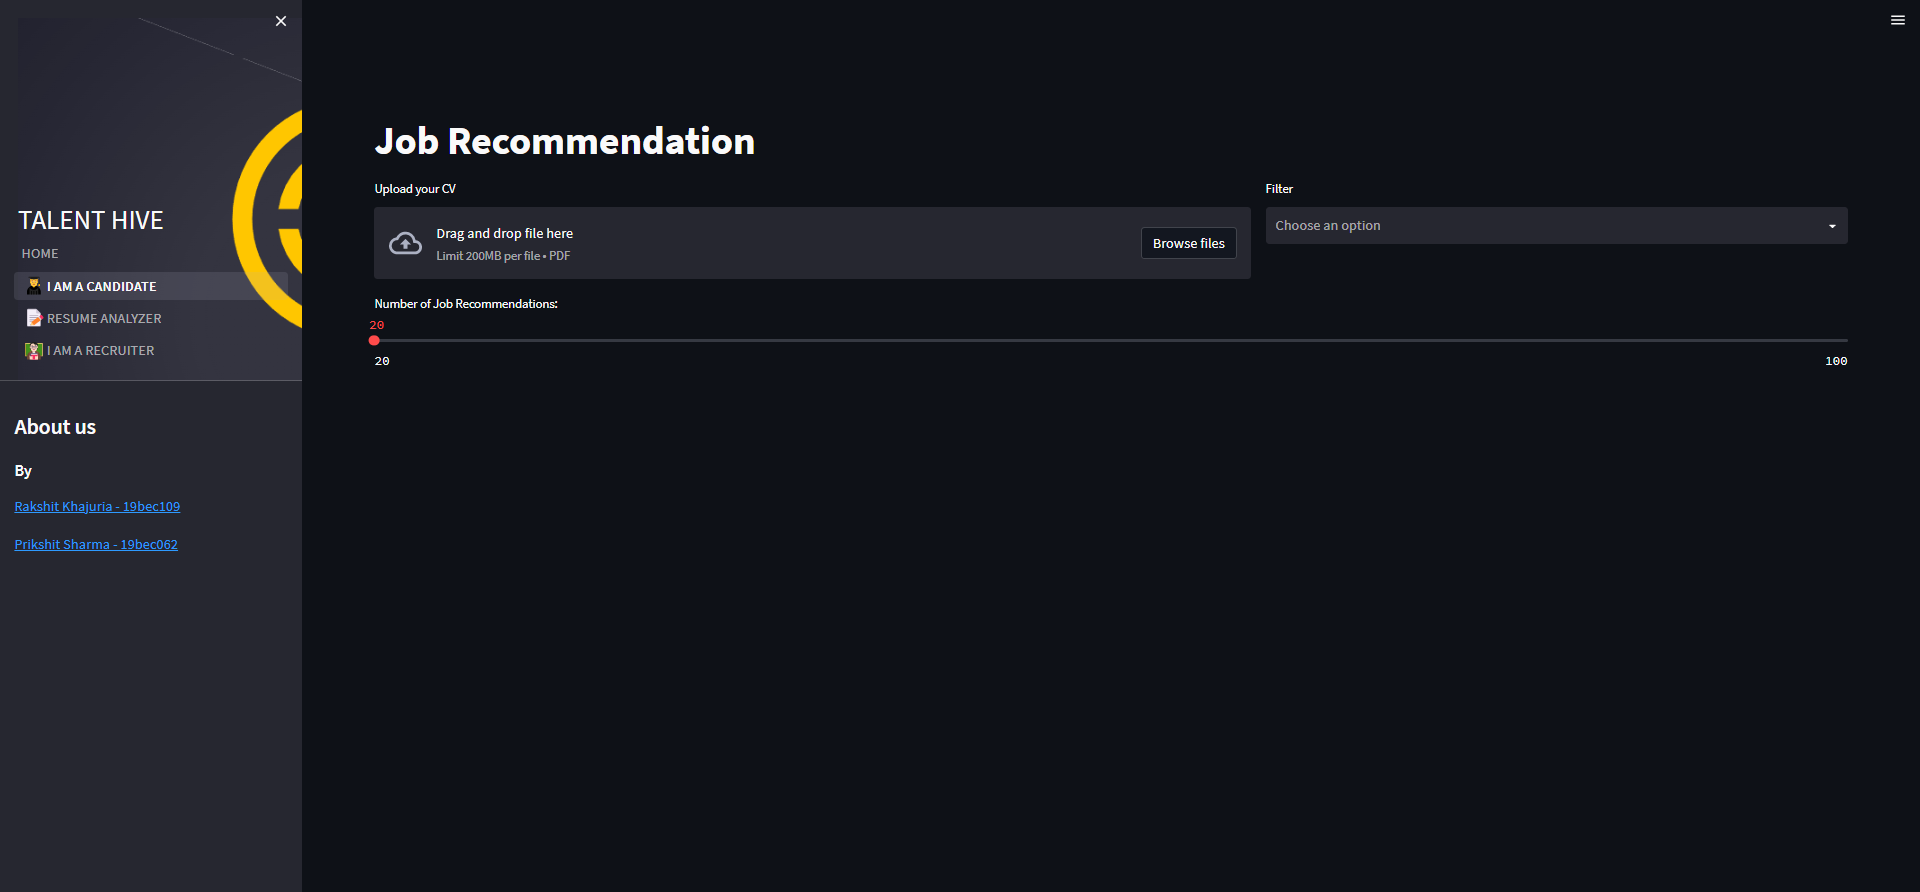 TALENT HIVE
HOME
I AM A CANDIDATE
RESUME ANALYZER
I AM A RECRUITER
About us
By
Rakshit Khajuria - 19bec109
Prikshit Sharma - 19bec062
Job Recommendation
Upload your CV
Drag and drop file here
Limit 200MB per file • PDF
Browse files
Filter
Choose an option
Number of Job Recommendations:
20
20
100